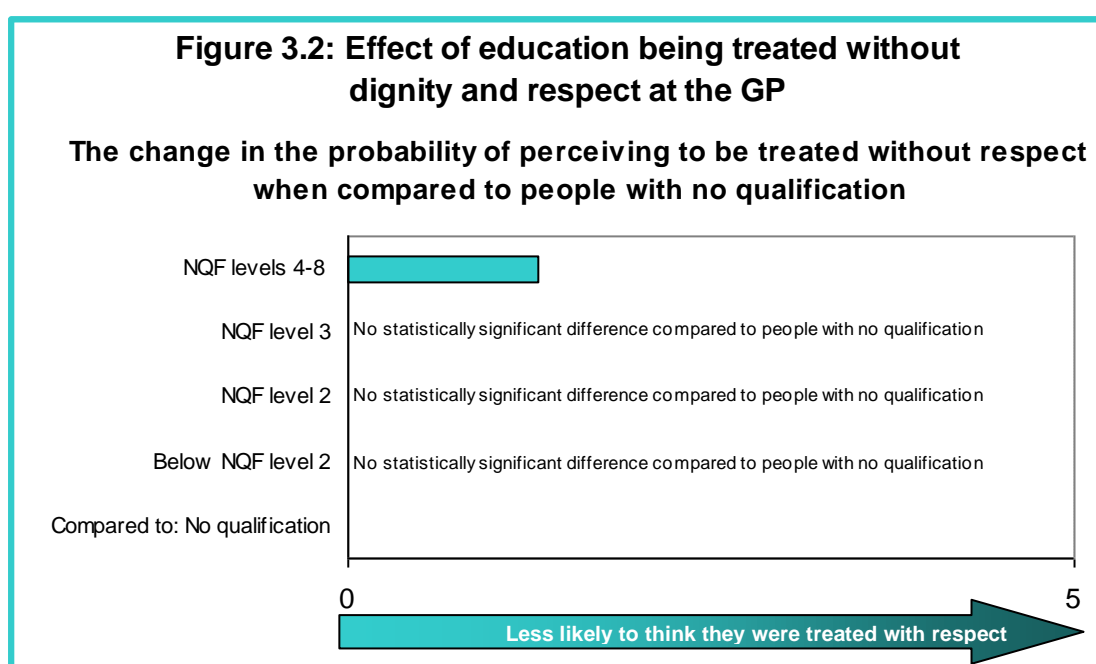 Figure 3.2: Effect of education being treated without
dignity and respect at the GP
The change in the probability of perceiving to be treated without respect
when compared to people with no qualification
NQF levels 4-8
NQF level 3 No statistically significant difference compared to people with no qualification
NQF level 2 No statistically significant difference compared to people with no qualification
Below NQF level 2 No statistically significant difference compared to people with no qualification
Compared to: No qualification
0 5
Less likely to think they were treated with respect